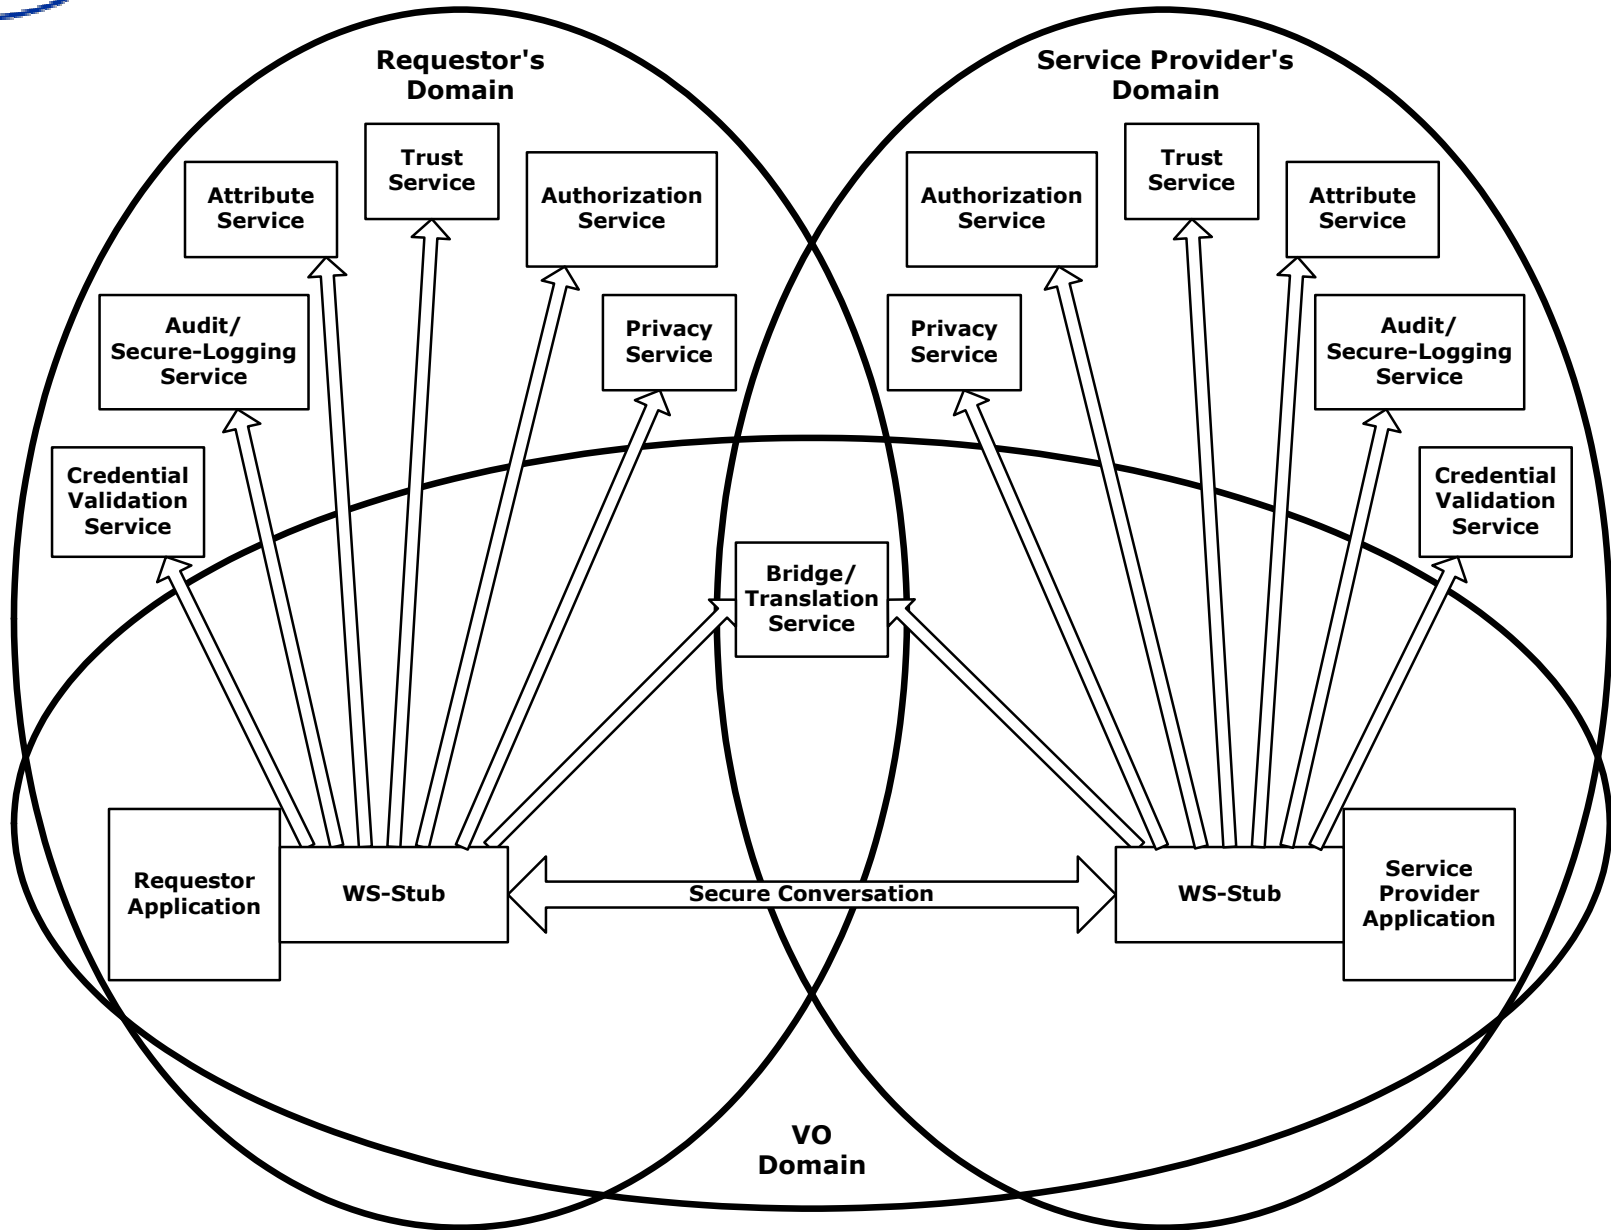 Requestor's
Domain
Service Provider's
Domain
Trust
Service
Attribute
Service
Authorization
Service
Audit/
Secure-Logging
Service
Privacy
Service
Credential
Validation
Service
Authorization
Service
Trust
Service
Attribute
Service
Privacy
Service
Audit/
Secure-Logging
Service
Credential
Validation
Service
Bridge/
Translation
Service
Requestor
Application
WS-Stub
Secure Conversation
WS-Stub
Service
Provider
Application
VO
Domain